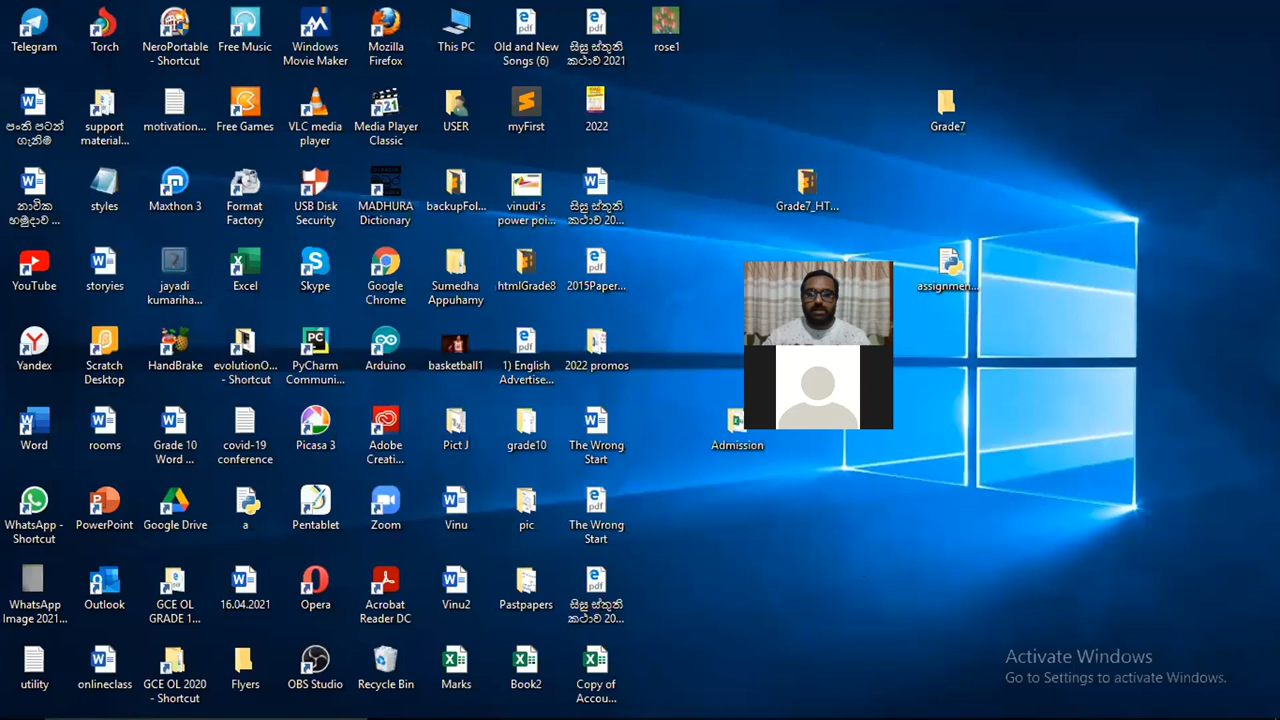 Telegram
Torch
NeroPortable
- Shortcut
Free Music
Windows
Movie Maker
Mozilla
Firefox
This PC
Old and New
Songs (6)
සිසු ස්තුති
කථාව 2021
rose1
පංති පටන්
ගැනීම
support
material...
motivation...
Free Games
VLC media
player
Media Player
Classic
USER
myFirst
2022
Grade7
නාවික
හමුදාව ...
styles
Maxthon 3
Format
Factory
USB Disk
Security
MADHURA
Dictionary
backupFol...
vinudi's
power poi...
සිසු ස්තුති
කථාව 20...
Grade7_HT...
YouTube
storyies
jayadi
kumariha...
Excel
Skype
Google
Chrome
Sumedha
Appuhamy
htmlGrade8
2015Paper...
assignmen...
Yandex
Scratch
Desktop
HandBrake
evolutionO...
- Shortcut
PyCharm
Communi...
Arduino
basketball1
1) English
Advertise...
2022 promos
Word
rooms
Grade 10
Word ...
covid-19
conference
Picasa 3
Adobe
Creati...
Pict J
grade10
The Wrong
Start
Admission
WhatsApp -
Shortcut
PowerPoint
Google Drive
a
Pentablet
Zoom
Vinu
pic
The Wrong
Start
WhatsApp
Image 2021...
Outlook
GCE OL
GRADE 1...
16.04.2021
Opera
Acrobat
Reader DC
Vinu2
Pastpapers
සිසු ස්තුති
කථාව 20...
utility
onlineclass
GCE OL 2020
- Shortcut
Flyers
OBS Studio
Recycle Bin
Marks
Book2
Copy of
Accou...
Activate Windows
Go to Settings to activate Windows.